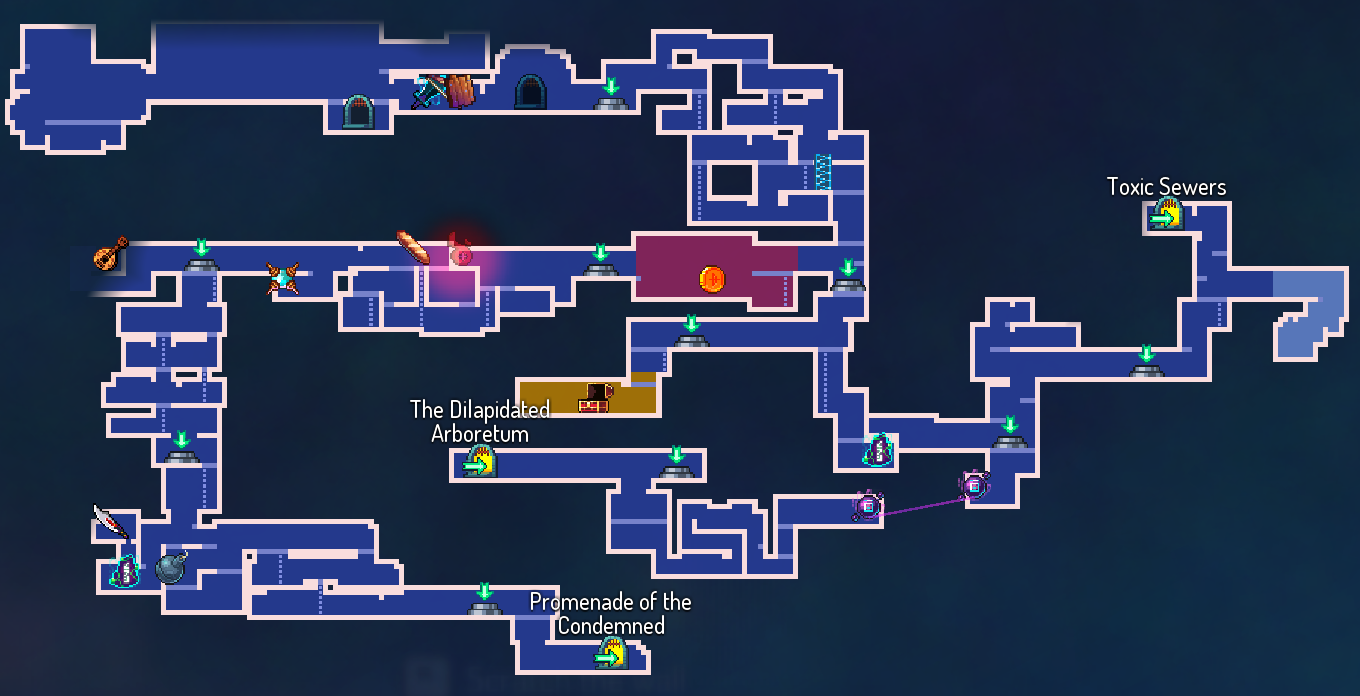 Toxic Sewers
The Dilapidated
Arboretum
Promenade of the
Condemned